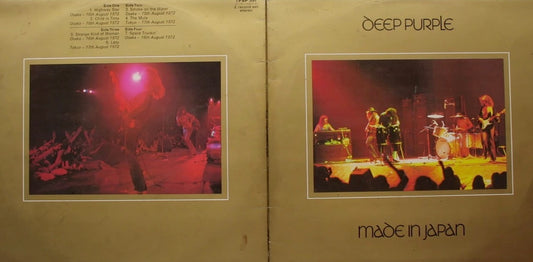 Side One
1. Highway Star
Osaka - 16th August 1972
2. Child in Time
Osaka - 16th August 1972
Side Two
3. Smoke on the Water
Osaka - 15th August 1972
4. The Mule
Tokyo - 17th August 1972
Side Three
5. Strange Kind of Woman
Osaka - 16th August 1972
6. Lazy
Tokyo - 17th August 1972
Side Four
7. Space Truckin'
Osaka - 16th August 1972
DEEP PURPLE
MADE IN JAPAN